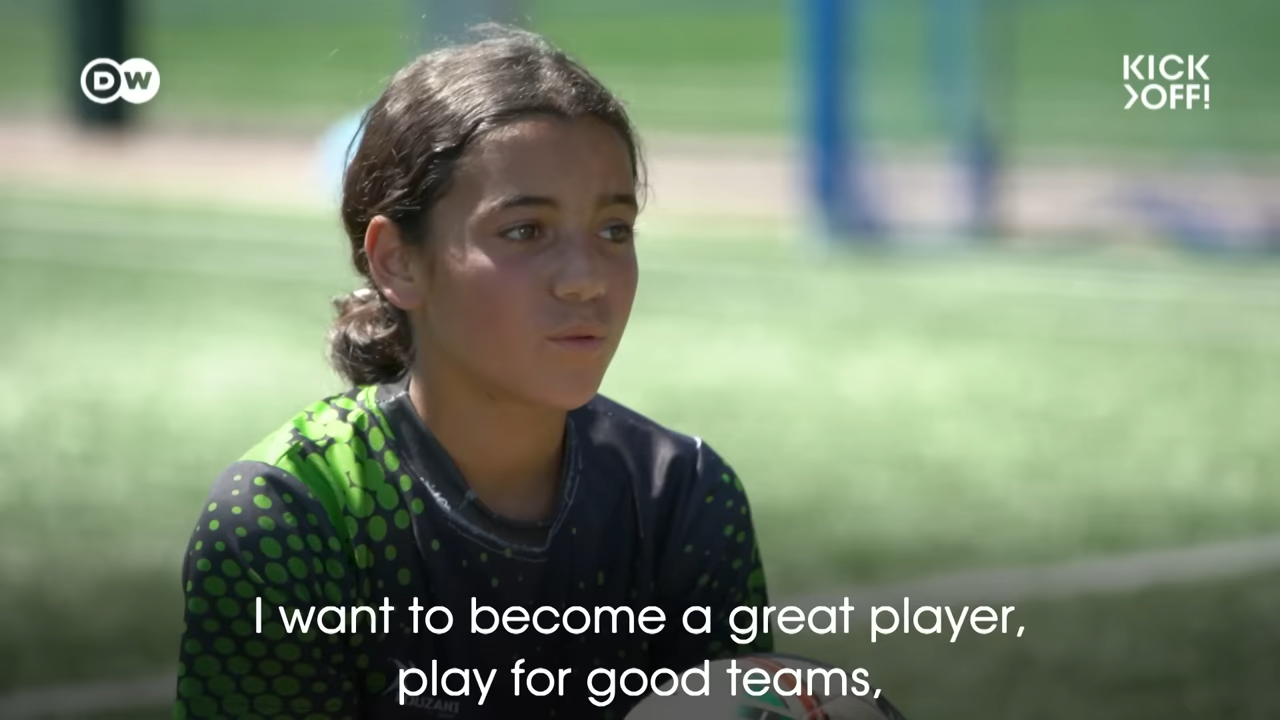 DW
KICK
OFF!
I want to become a great player,
play for good teams,